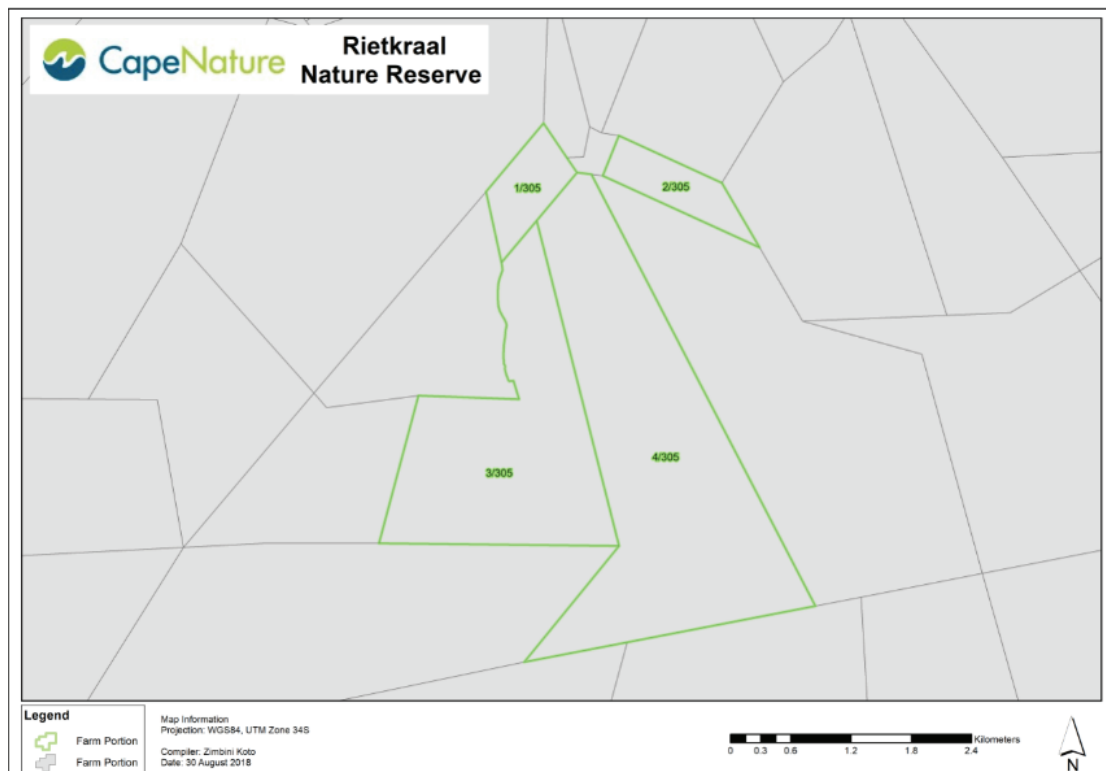 CapeNature
Rietkraal
Nature Reserve
1/305
2/305
3/305
4/305
Legend
Farm Portion
Farm Portion
Map Information
Projection: WGS84, UTM Zone 34S
Compiler: Zimbini Koto
Date: 30 August 2018
Kilometers
0 0.3 0.6 1.2 1.8 2.4
N